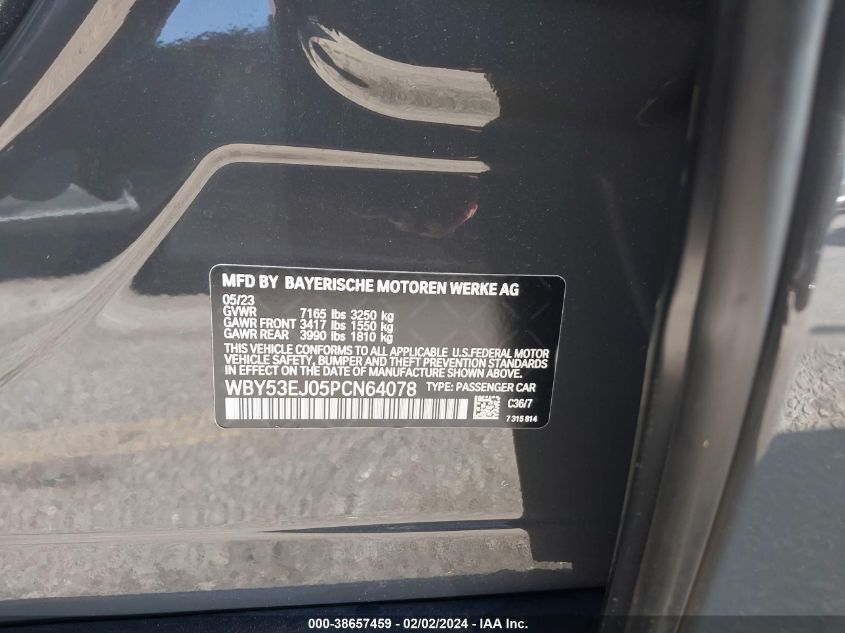 MFD BY BAYERISCHE MOTOREN WERKE AG
05/23
GVWR 7165 lbs 3250 kg
GAWR FRONT 3417 lbs 1550 kg
GAWR REAR 3990 lbs 1810 kg
THIS VEHICLE CONFORMS TO ALL APPLICABLE U.S.FEDERAL MOTOR
VEHICLE SAFETY, BUMPER AND THEFT PREVENTION STANDARDS
IN EFFECT ON THE DATE OF MANUFACTURE SHOWN ABOVE.
WBY53EJ05PCN64078 TYPE: PASSENGER CAR
C36/7
7 315 814
000-38657459 - 02/02/2024 - IAA Inc.